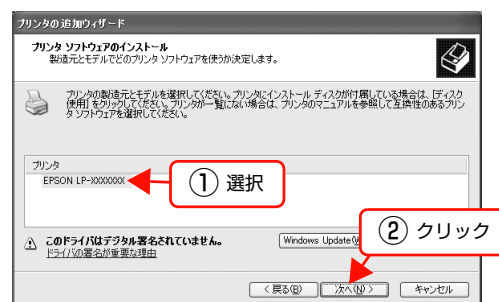 プリンタの追加ウィザード
プリンタ ソフトウェアのインストール
製造元とモデルでどのプリンタ ソフトウェアを使うか決定します。
プリンタの製造元とモデルを選択してください。プリンタにインストール ディスクが付属している場合は、[ディスク
使用] をクリックしてください。プリンタが一覧にない場合は、プリンタのマニュアルを参照して互換性のあるプリン
タ ソフトウェアを選択してください。
プリンタ
EPSON LP-XXXXXXX
① 選択
このドライバはデジタル署名されていません。
ドライバの署名が重要な理由
Windows Update(W
② クリック
< 戻る(B)
次へ(N) >
キャンセル